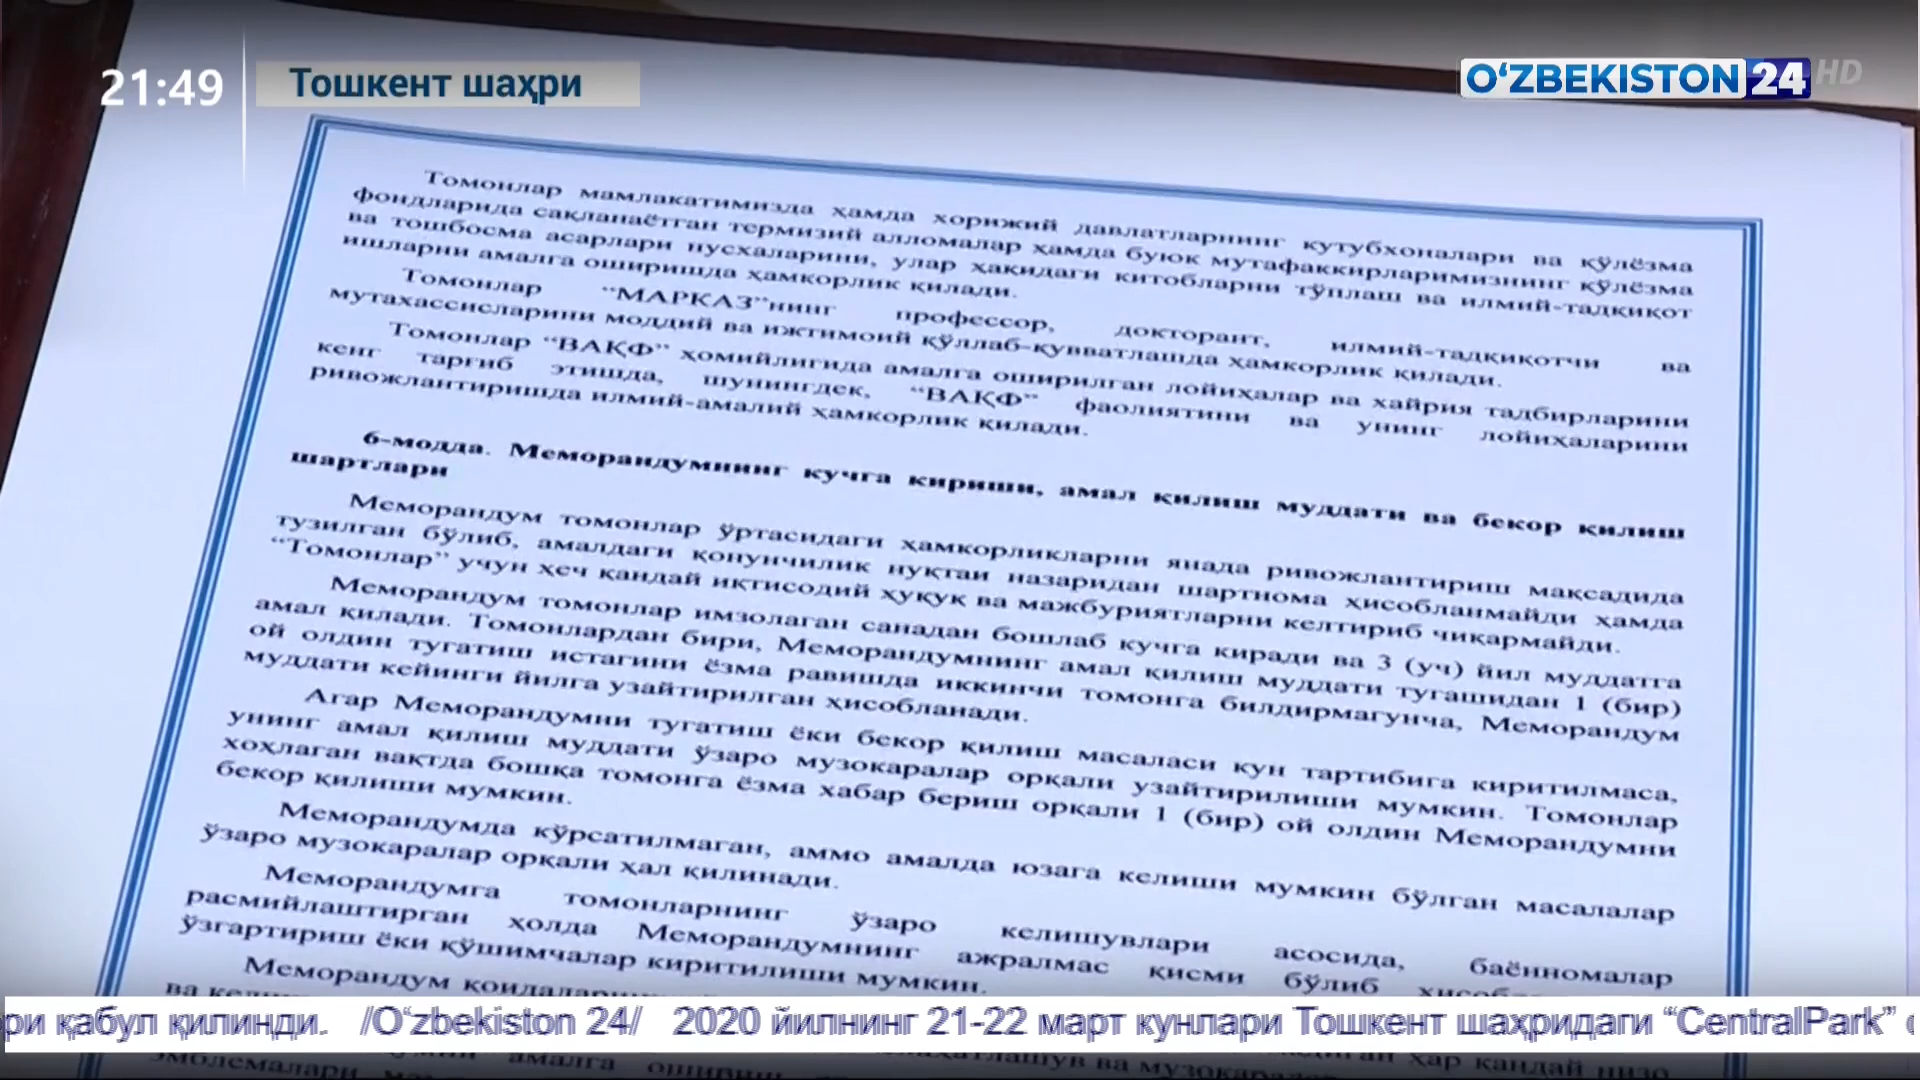 21:49
Тошкент шаҳри
O‘ZBEKISTON 24 HD
Томонлар мамлакатимизда ҳамда хорижий давлатларнинг кутубхоналари ва қўлёзма
фондларида сақланаётган термизий алломалар ҳамда буюк мутафаккирларимизнинг қўлёзма
ва тошбосма асарлари нусхаларини, улар ҳақидаги китобларни тўплаш ва илмий-тадқиқот
ишларни амалга оширишда ҳамкорлик қилади.
Томонлар “МАРКАЗ”нинг профессор, докторант, илмий-тадқиқотчи ва
мутахассисларини моддий ва ижтимоий қўллаб-қувватлашда ҳамкорлик қилади.
Томонлар “ВАҚФ” ҳомийлигида амалга оширилган лойиҳалар ва хайрия тадбирларини
кенг тарғиб этишда, шунингдек, “ВАҚФ” фаолиятини ва унинг лойиҳаларини
ривожлантиришда илмий-амалий ҳамкорлик қилади.
6-модда. Меморандумнинг кучга кириши, амал қилиш муддати ва бекор қилиш
шартлари
Меморандум томонлар ўртасидаги ҳамкорликларни янада ривожлантириш мақсадида
тузилган бўлиб, амалдаги қонунчилик нуқтаи назаридан шартнома ҳисобланмайди ҳамда
“Томонлар” учун ҳеч қандай иқтисодий ҳуқуқ ва мажбуриятларни келтириб чиқармайди.
Меморандум томонлар имзолаган санадан бошлаб кучга киради ва 3 (уч) йил муддатга
амал қилади. Томонлардан бири, Меморандумнинг амал қилиш муддати тугашидан 1 (бир)
ой олдин тугатиш истагини ёзма равишда иккинчи томонга билдирмагунча, Меморандум
муддати кейинги йилга узайтирилган ҳисобланади.
Агар Меморандумни тугатиш ёки бекор қилиш масаласи кун тартибига киритилмаса,
унинг амал қилиш муддати ўзаро музокаралар орқали узайтирилиши мумкин. Томонлар
хоҳлаган вақтда бошқа томонга ёзма хабар бериш орқали 1 (бир) ой олдин Меморандумни
бекор қилиши мумкин.
Меморандумда кўрсатилмаган, аммо амалда юзага келиши мумкин бўлган масалалар
ўзаро музокаралар орқали ҳал қилинади.
Меморандумга томонларнинг ўзаро келишувлари асосида, баённомалар
расмийлаштирган ҳолда Меморандумнинг ажралмас қисми бўлиб
ўзгартириш ёки қўшимчалар киритилиши мумкин.
Меморандум
ри қабул қилинди. /O‘zbekiston 24/ 2020 йилнинг 21-22 март кунлари Тошкент шаҳридаги “CentralPark”
амалга ошириш